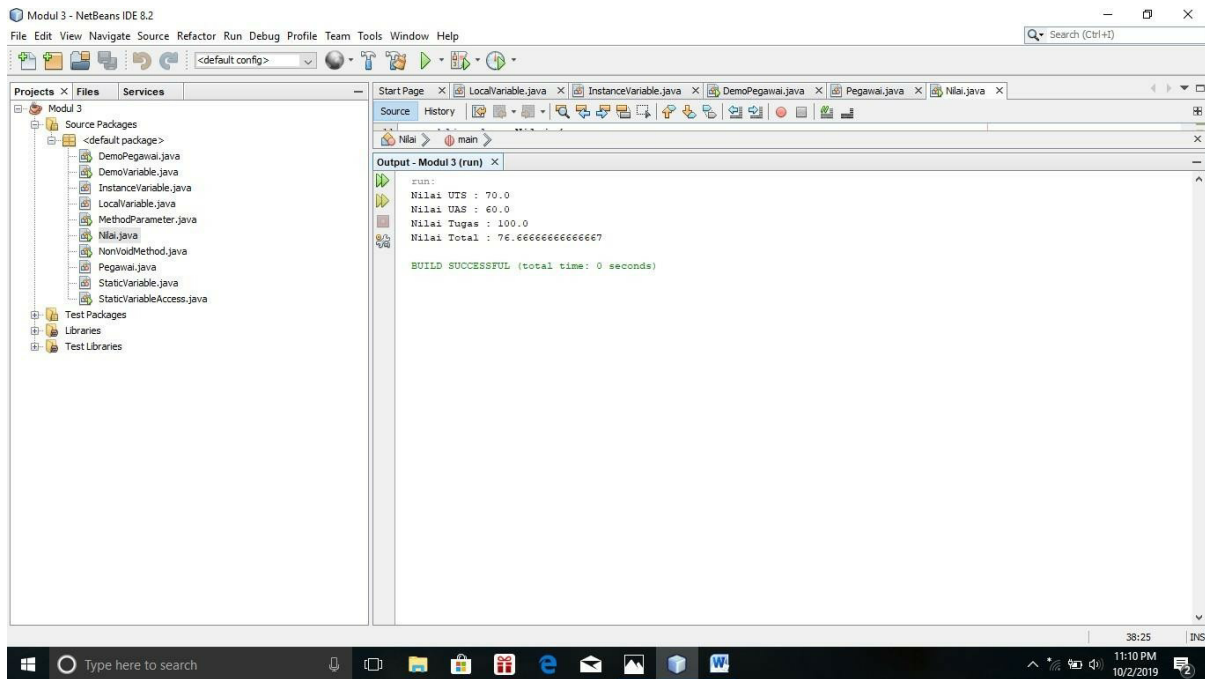 Modul 3 - NetBeans IDE 8.2
File Edit View Navigate Source Refactor Run Debug Profile Team Tools Window Help
Search (Ctrl+I)
<default config>
Projects Files Services
Modul 3
Source Packages
<default package>
DemoPegawai.java
DemoVariable.java
InstanceVariable.java
LocalVariable.java
MethodParameter.java
Nilai.java
NonVoidMethod.java
Pegawai.java
StaticVariable.java
StaticVariableAccess.java
Test Packages
Libraries
Test Libraries
Start Page LocalVariable.java InstanceVariable.java DemoPegawai.java Pegawai.java Nilai.java
Source History
Nilai main
Output - Modul 3 (run)
run:
Nilai UTS : 70.0
Nilai UAS : 60.0
Nilai Tugas : 100.0
Nilai Total : 76.66666666666667
BUILD SUCCESSFUL (total time: 0 seconds)
38:25 INS
Type here to search
11:10 PM
10/2/2019
2